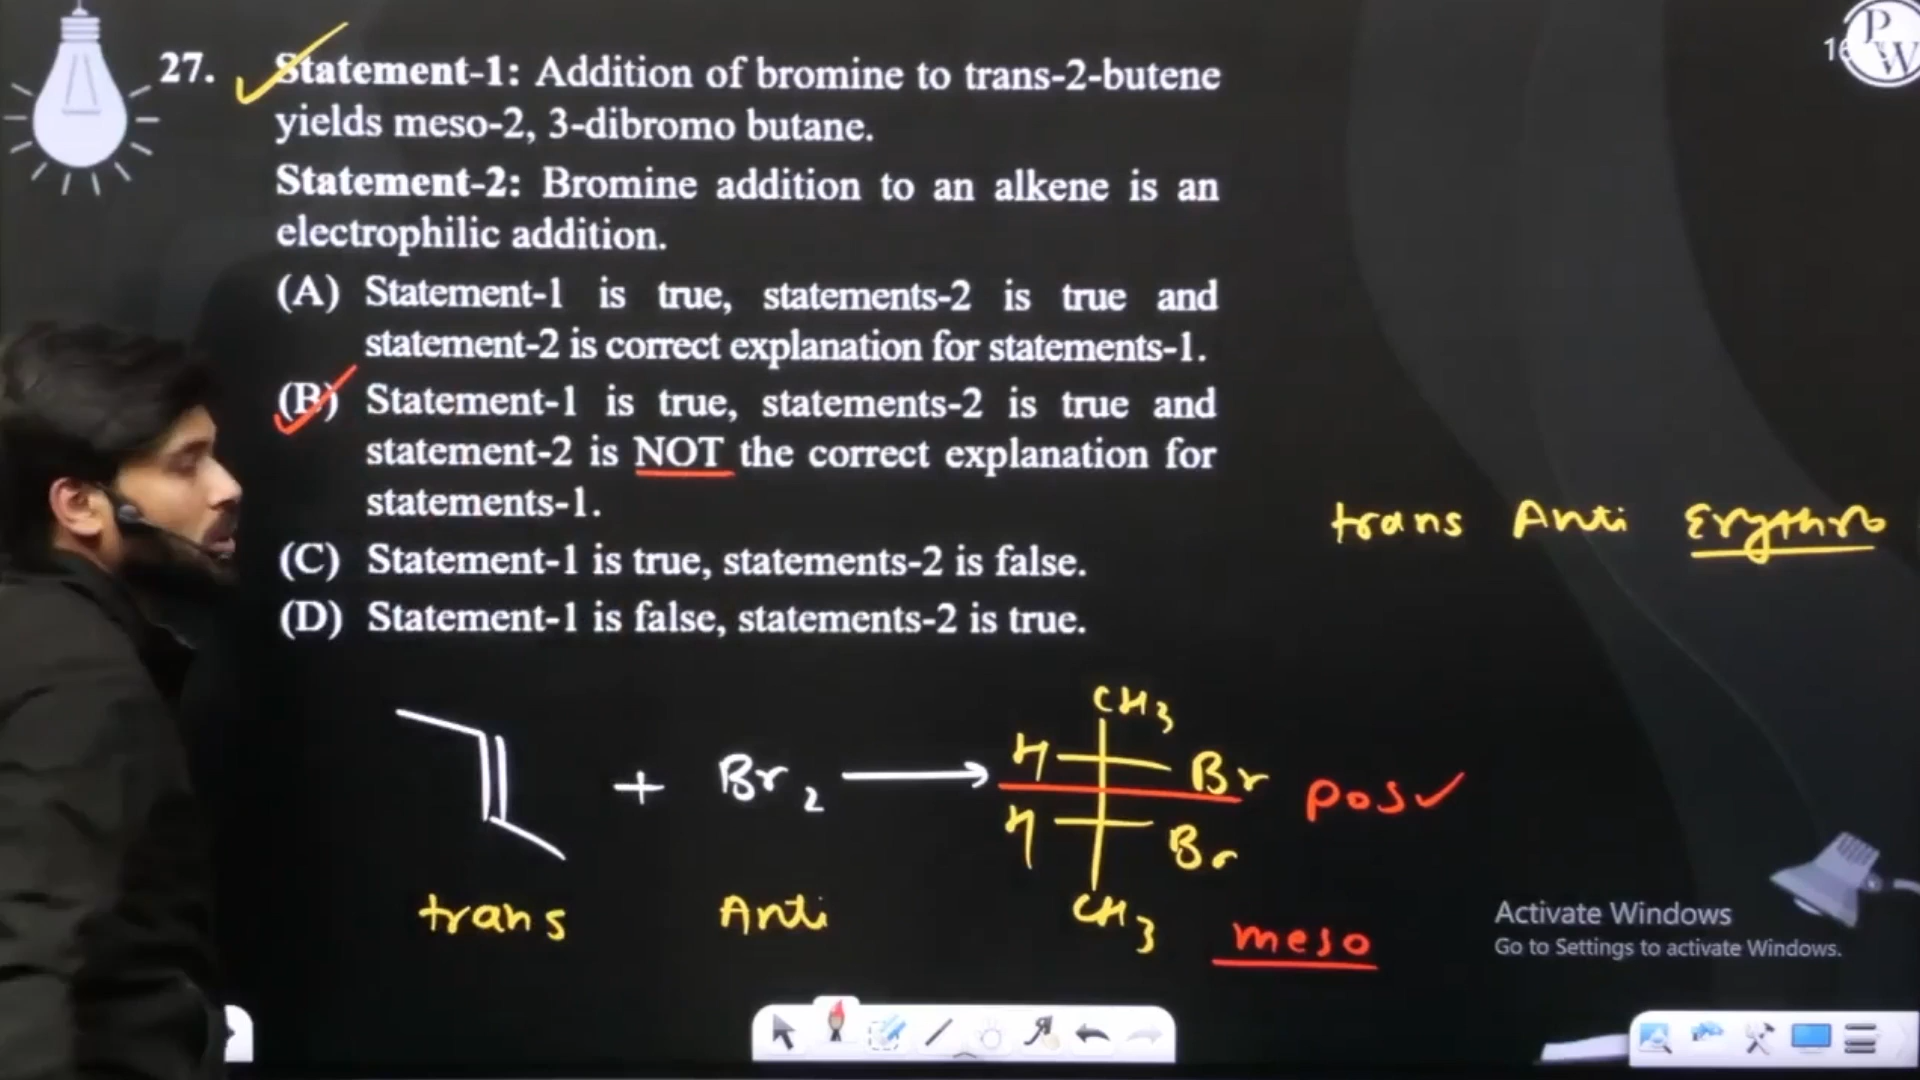 27. Statement-1: Addition of bromine to trans-2-butene
yields meso-2, 3-dibromo butane.
Statement-2: Bromine addition to an alkene is an
electrophilic addition.
(A) Statement-1 is true, statements-2 is true and
statement-2 is correct explanation for statements-1.
(B) Statement-1 is true, statements-2 is true and
statement-2 is NOT the correct explanation for
statements-1.
(C) Statement-1 is true, statements-2 is false.
(D) Statement-1 is false, statements-2 is true.
trans Anti Erythro
+ Br2
CH3
H Br
H Br
CH3
pos
trans Anti
meso
PW
Activate Windows
Go to Settings to activate Windows.